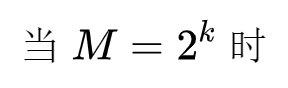 当 $M = 2^k$ 时